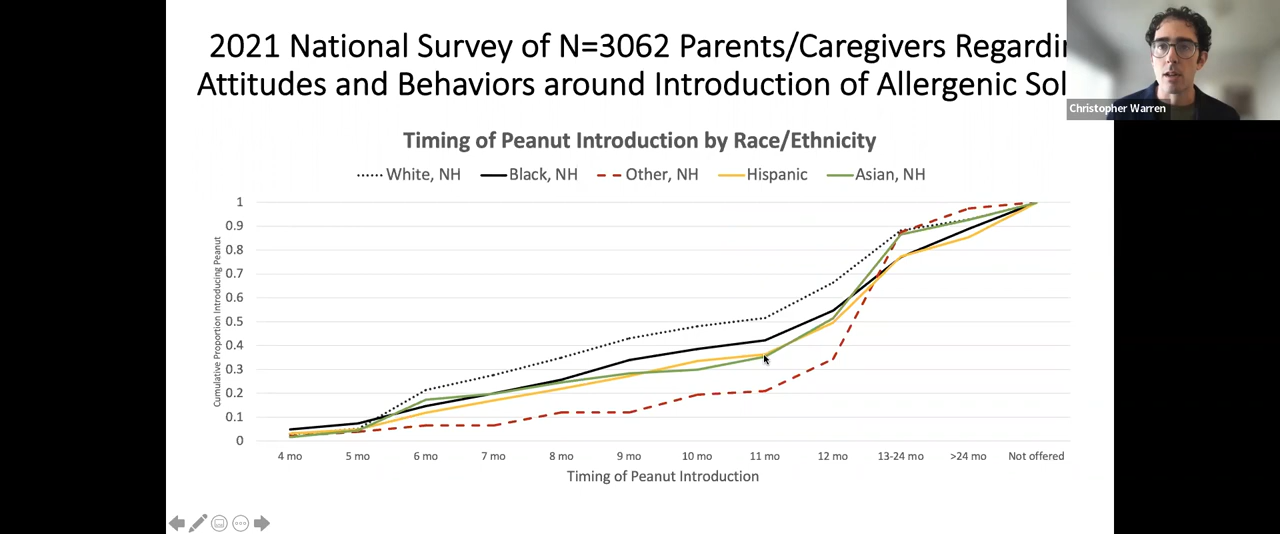 2021 National Survey of N=3062 Parents/Caregivers Regardin
Attitudes and Behaviors around Introduction of Allergenic Sol
Christopher Warren
Timing of Peanut Introduction by Race/Ethnicity
White, NH Black, NH Other, NH Hispanic Asian, NH
Cumulative Proportion Introducing Peanut
1
0.9
0.8
0.7
0.6
0.5
0.4
0.3
0.2
0.1
0
4 mo 5 mo 6 mo 7 mo 8 mo 9 mo 10 mo 11 mo 12 mo 13-24 mo >24 mo Not offered
Timing of Peanut Introduction